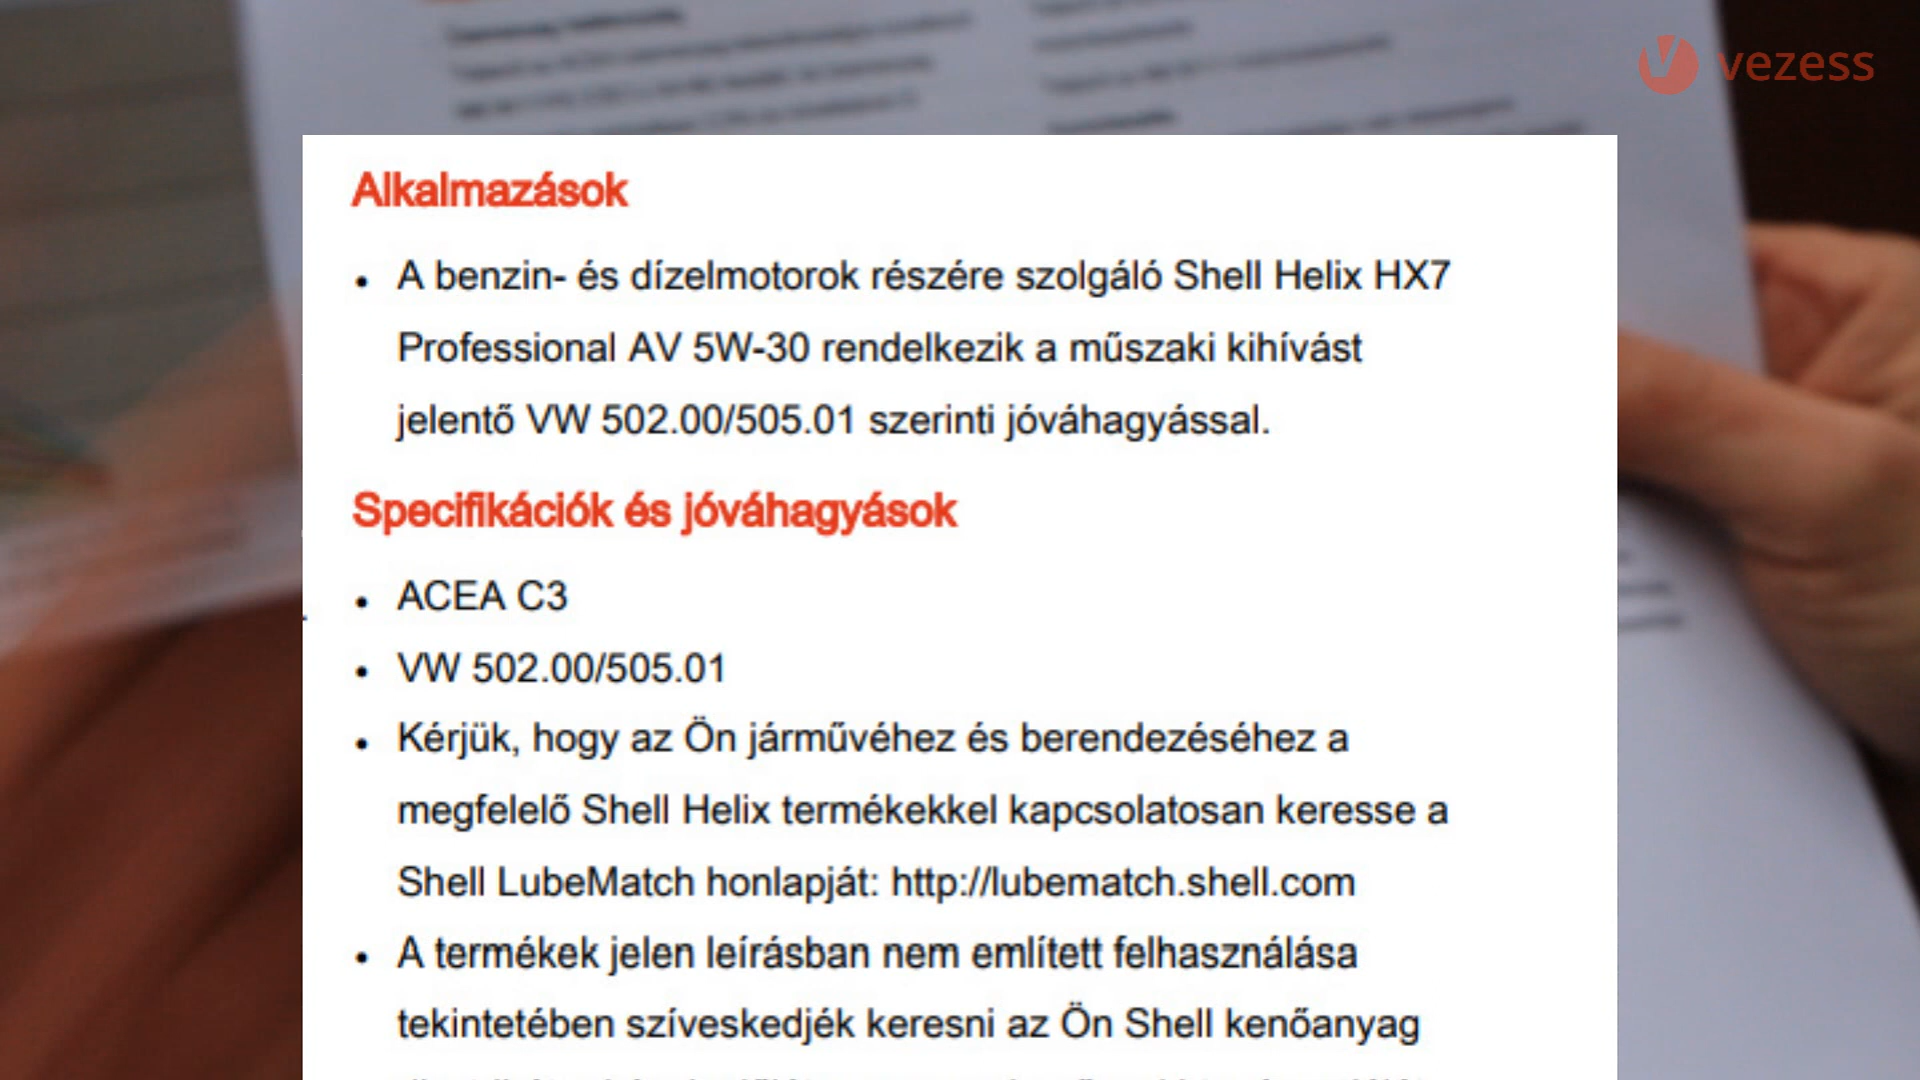 vezess
Alkalmazások
• A benzin- és dízelmotorok részére szolgáló Shell Helix HX7
Professional AV 5W-30 rendelkezik a műszaki kihívást
jelentő VW 502.00/505.01 szerinti jóváhagyással.
Specifikációk és jóváhagyások
• ACEA C3
• VW 502.00/505.01
• Kérjük, hogy az Ön járművéhez és berendezéséhez a
megfelelő Shell Helix termékekkel kapcsolatosan keresse a
Shell LubeMatch honlapját: http://lubematch.shell.com
• A termékek jelen leírásban nem említett felhasználása
tekintetében szíveskedjék keresni az Ön Shell kenőanyag